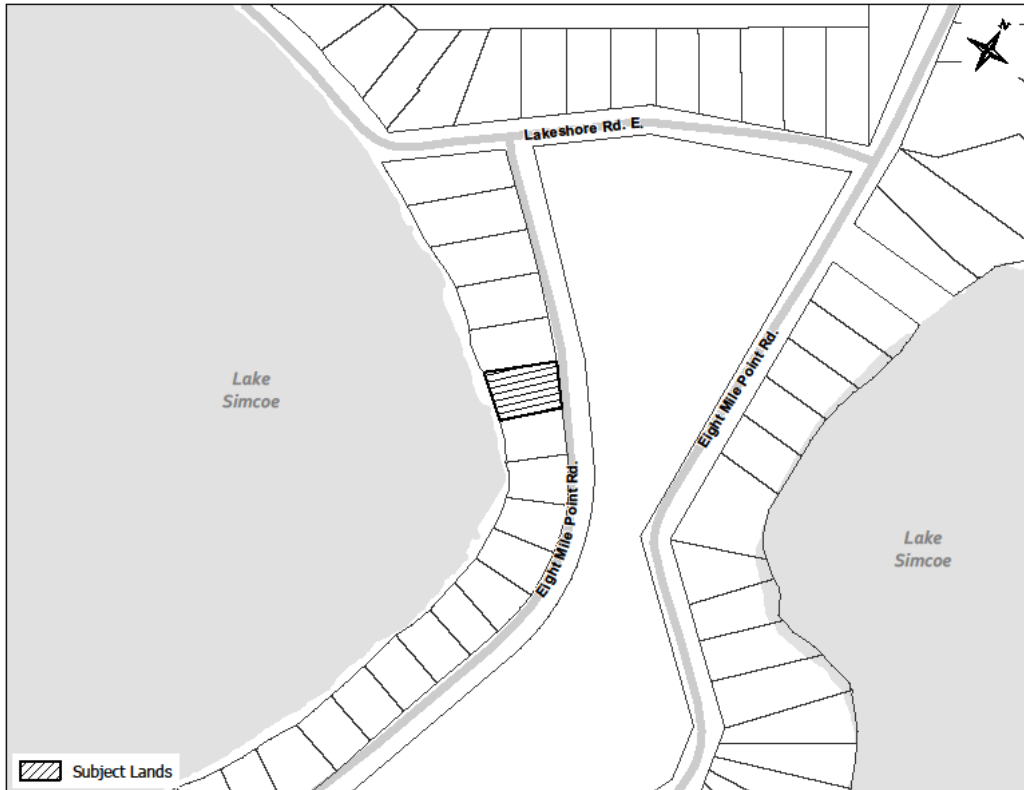 N
Lakeshore Rd. E.
Eight Mile Point Rd.
Lake
Simcoe
Eight Mile Point Rd.
Lake
Simcoe
Subject Lands